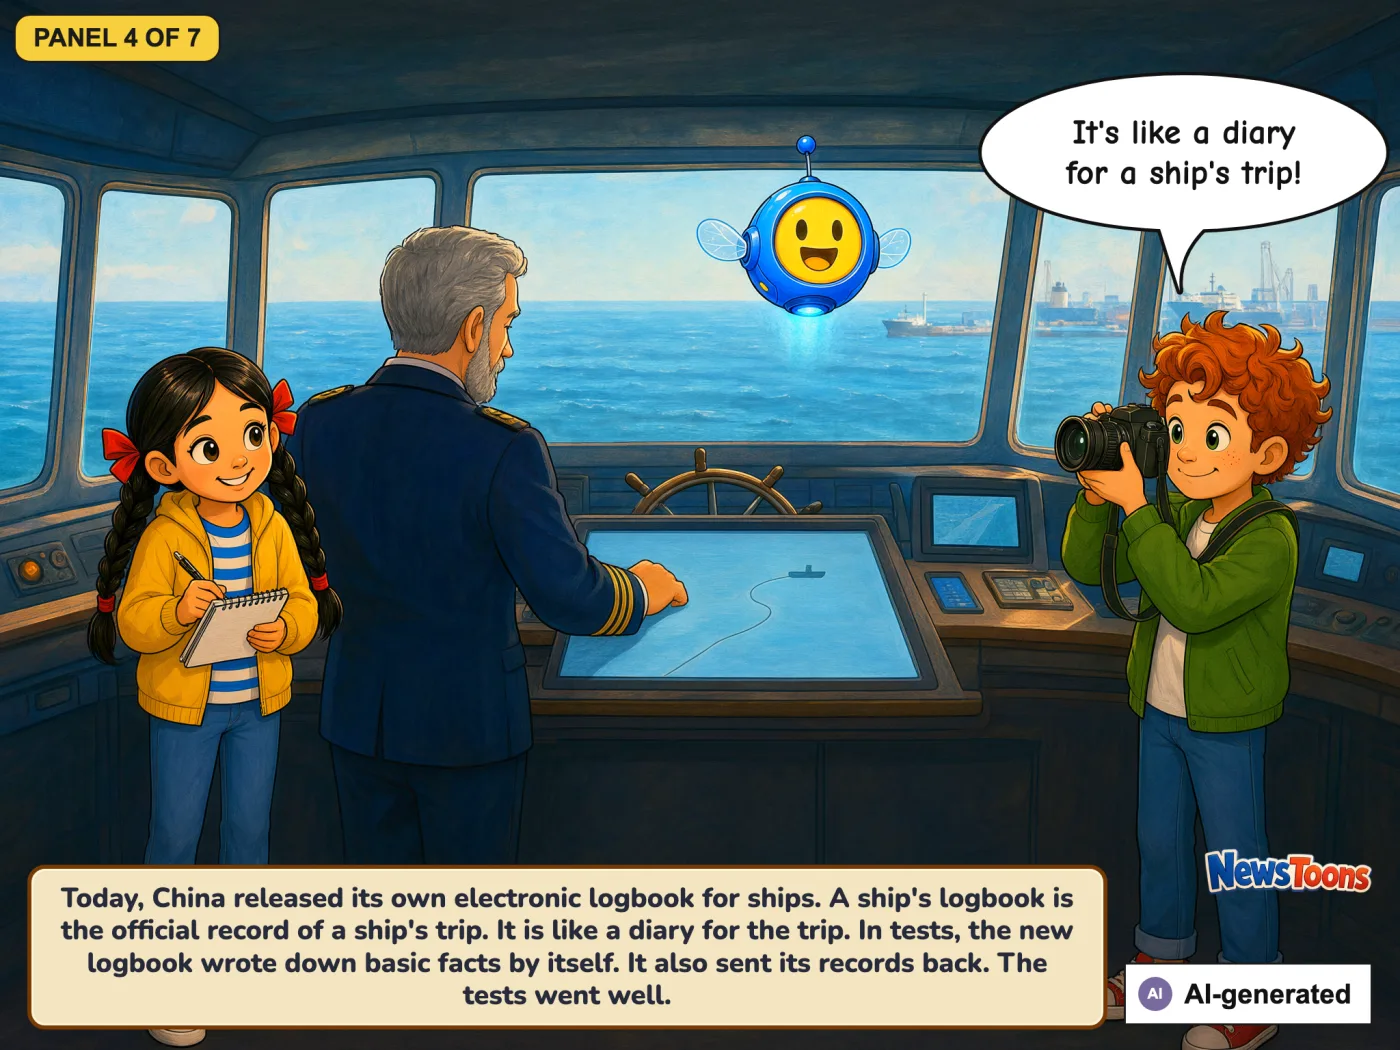 PANEL 4 OF 7
It's like a diary
for a ship's trip!
NewsToons
Today, China released its own electronic logbook for ships. A ship's logbook is
the official record of a ship's trip. It is like a diary for the trip. In tests, the new
logbook wrote down basic facts by itself. It also sent its records back. The
tests went well.
AI AI-generated